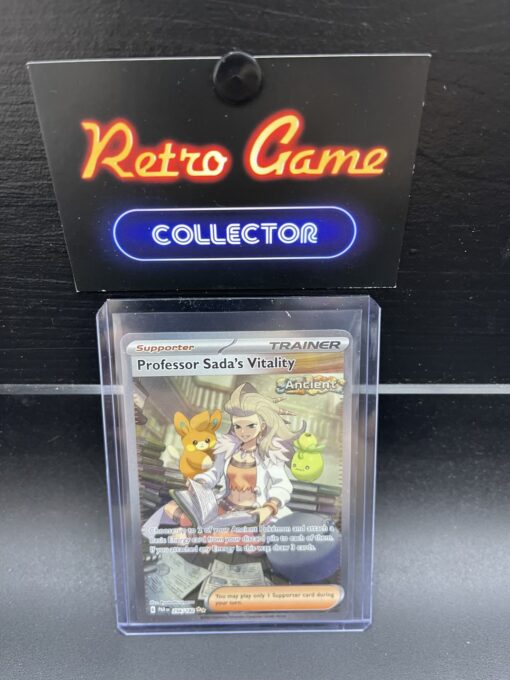 Retro Game
COLLECTOR
Supporter
TRAINER
Professor Sada's Vitality
Ancient
Choose up to 2 of your Ancient Pokémon and attach a
Basic Energy card from your discard pile to each of them.
If you attached any Energy in this way, draw 3 cards.
You may play only 1 Supporter card during
your turn.
PAR